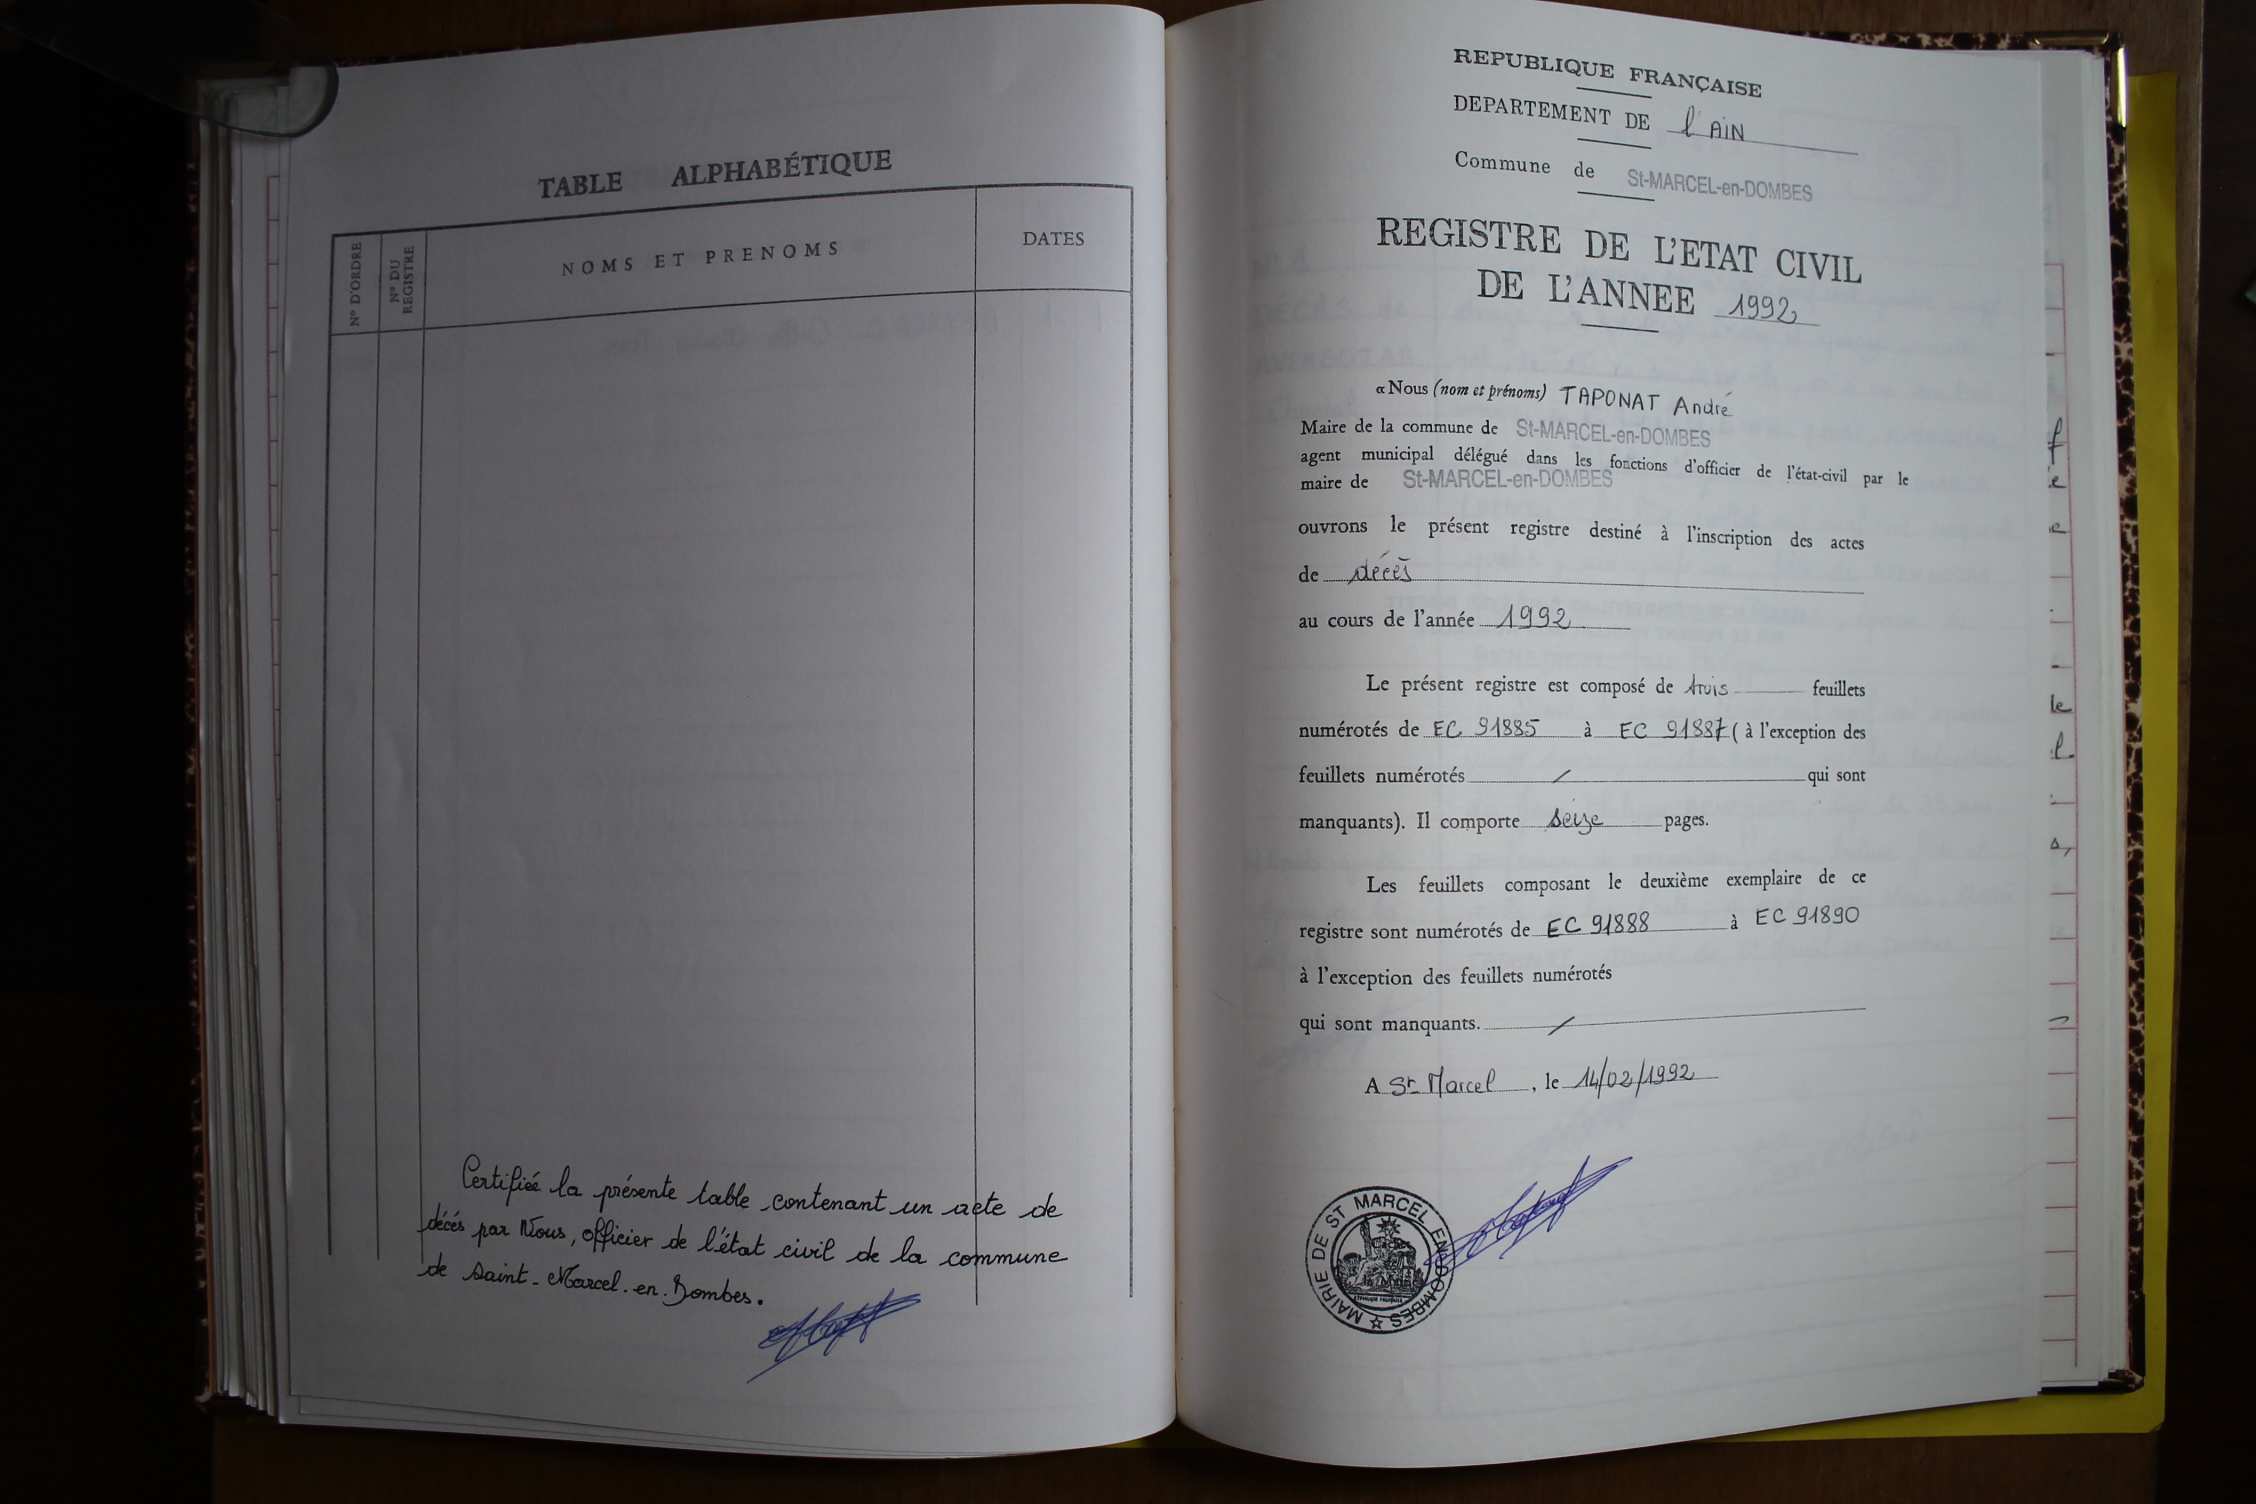 TABLE ALPHABÉTIQUE
N° D'ORDRE
N° DU REGISTRE
NOMS ET PRENOMS
DATES
Certifiée la présente table contenant un acte de
décés par Nous, officier de l'état civil de la commune
de Saint-Marcel-en-Dombes.
REPUBLIQUE FRANÇAISE
DEPARTEMENT DE l'AIN
Commune de St-MARCEL-en-DOMBES
REGISTRE DE L'ETAT CIVIL
DE L'ANNEE 1992
« Nous (nom et prénoms) TAPONAT André
Maire de la commune de St-MARCEL-en-DOMBES
agent municipal délégué dans les fonctions d'officier de l'état-civil par le
maire de St-MARCEL-en-DOMBES
ouvrons le présent registre destiné à l'inscription des actes
de décès
au cours de l'année 1992
Le présent registre est composé de trois feuillets
numérotés de EC 91885 à EC 91887 ( à l'exception des
feuillets numérotés / qui sont
manquants). Il comporte seize pages.
Les feuillets composant le deuxième exemplaire de ce
registre sont numérotés de EC 91888 à EC 91890
à l'exception des feuillets numérotés
qui sont manquants. /
A St Marcel, le 14/02/1992
MAIRIE DE ST MARCEL EN DOMBES